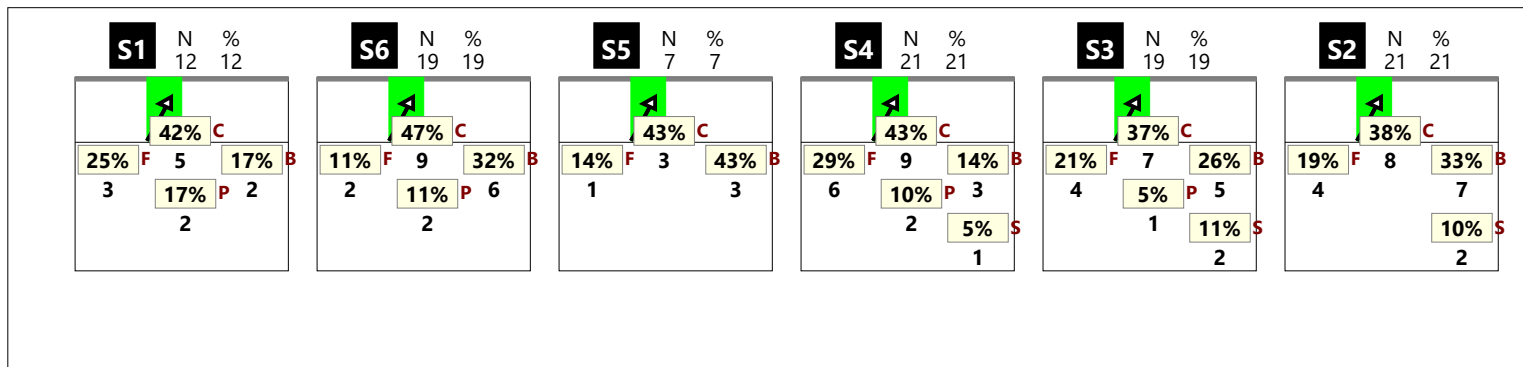 S1 N % S6 N % S5 N % S4 N % S3 N % S2 N %
12 12 19 19 7 7 21 21 19 19 21 21
42% C 47% C 43% C 43% C 37% C 38% C
25% F 5 17% B 11% F 9 32% B 14% F 3 43% B 29% F 9 14% B 21% F 7 26% B 19% F 8 33% B
3 2 2 6 1 3 6 3 4 5 4 7
17% P 11% P 10% P 5% P
2 2 2 1
5% S 11% S 10% S
1 2 2